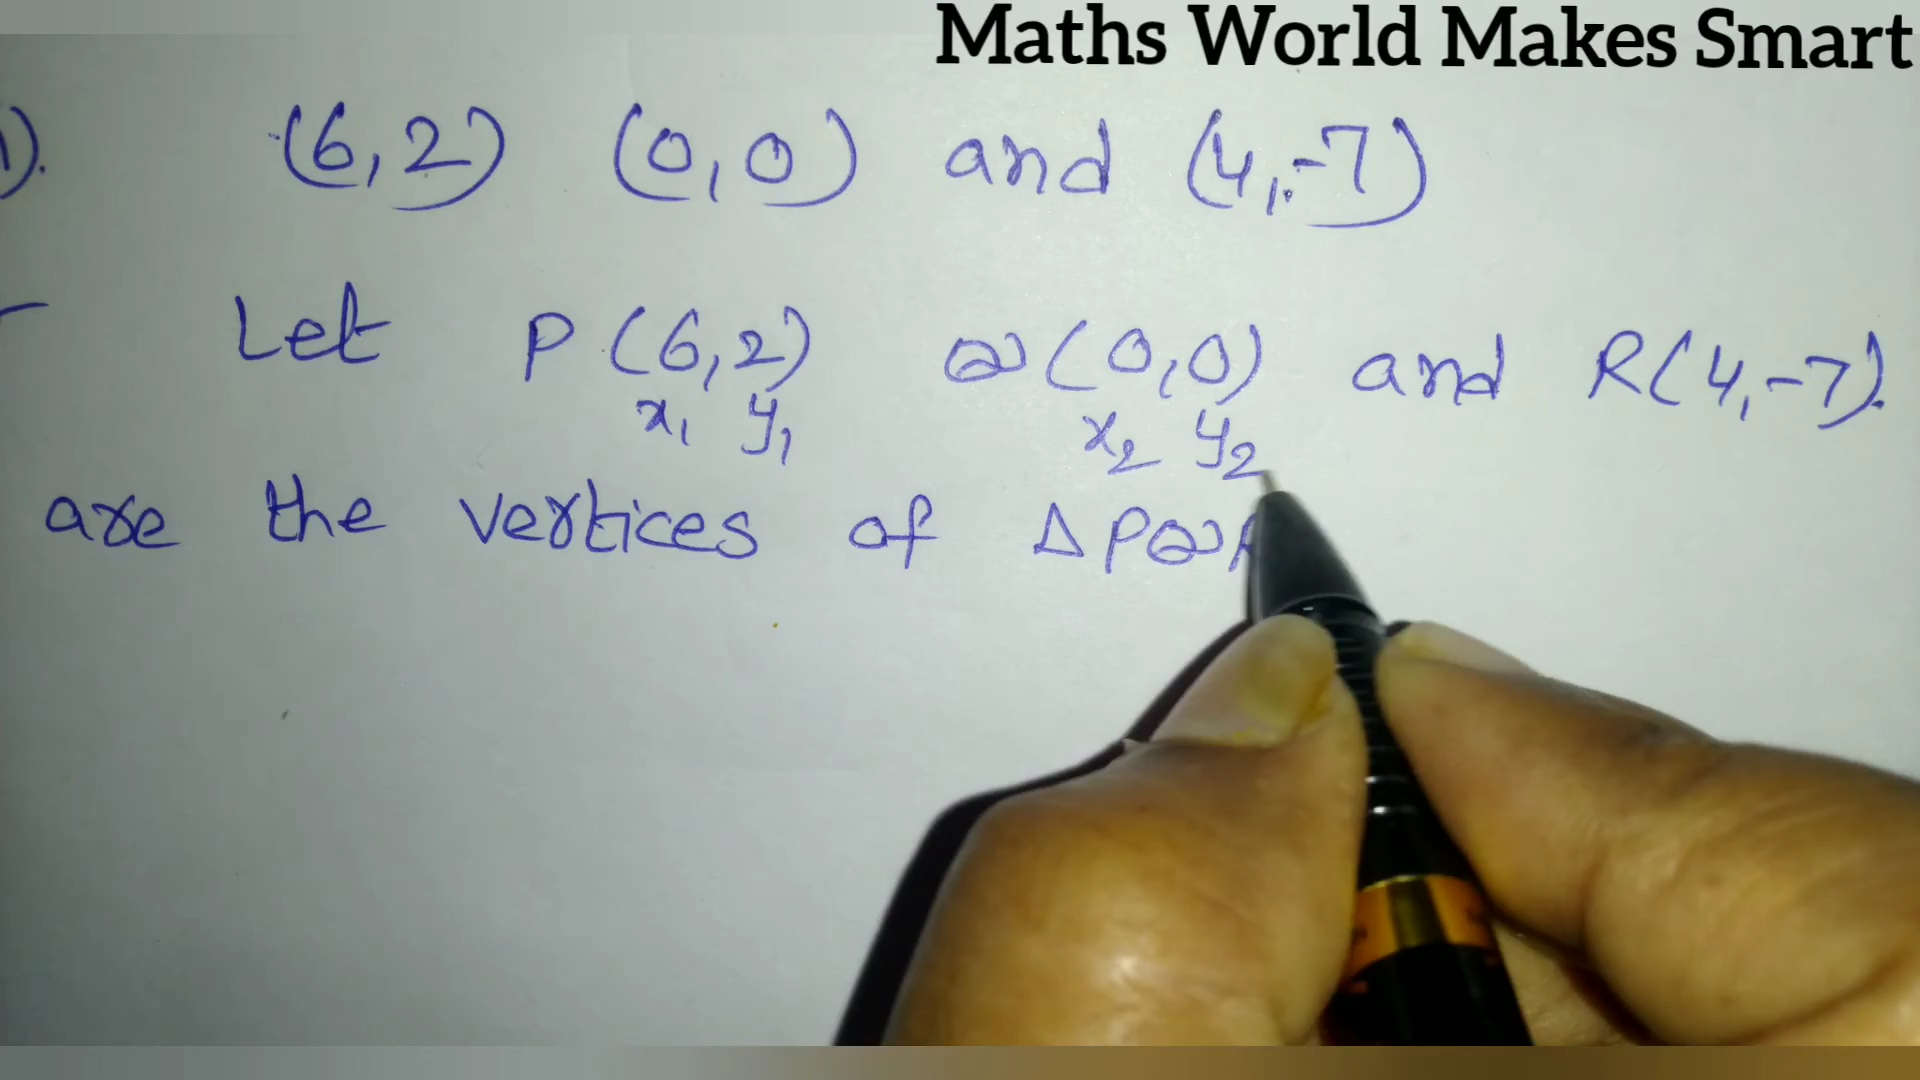 Maths World Makes Smart
1). (6,2) (0,0) and (4,-7)
Let P(6,2) Q(0,0) and R(4,-7).
x₁ y₁ x₂ y₂
are the vertices of Δ PQR